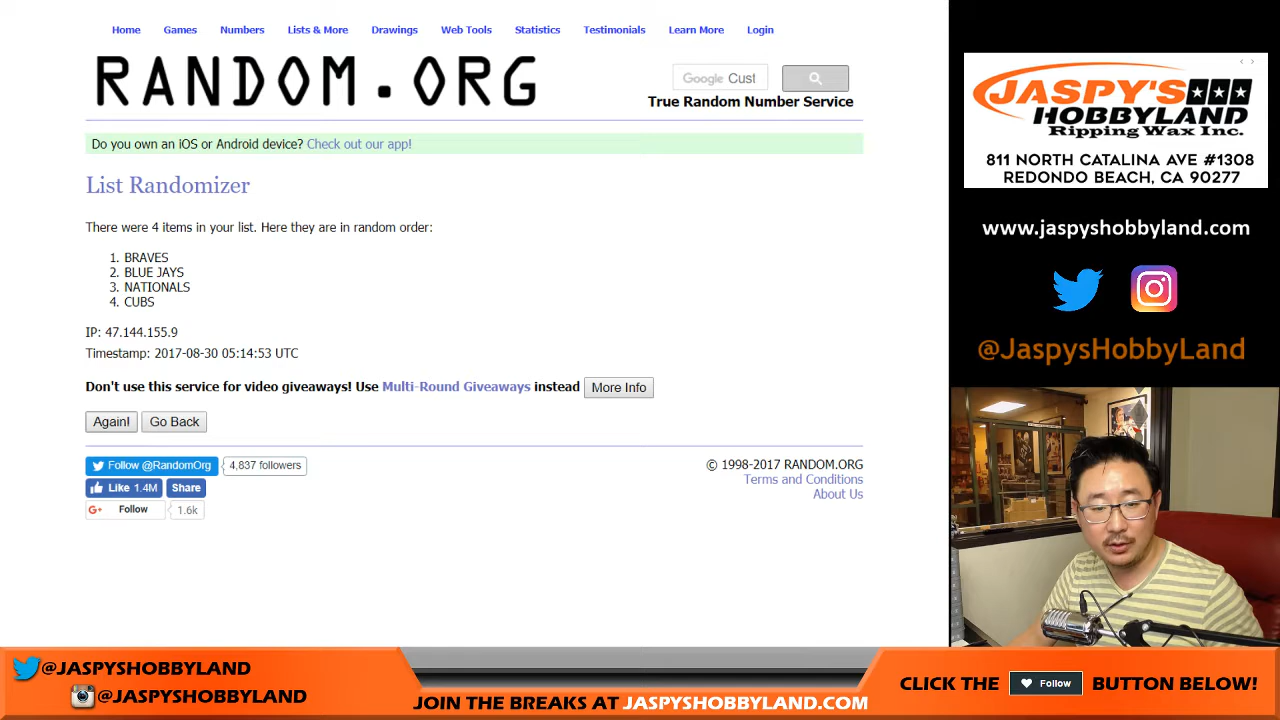 Home Games Numbers Lists & More Drawings Web Tools Statistics Testimonials Learn More Login
RANDOM.ORG
Google Cust
True Random Number Service
Do you own an iOS or Android device? Check out our app!
List Randomizer
There were 4 items in your list. Here they are in random order:
1. BRAVES
2. BLUE JAYS
3. NATIONALS
4. CUBS
IP: 47.144.155.9
Timestamp: 2017-08-30 05:14:53 UTC
Don't use this service for video giveaways! Use Multi-Round Giveaways instead More Info
Again! Go Back
Follow @RandomOrg 4,837 followers
Like 1.4M Share
G+ Follow 1.6k
© 1998-2017 RANDOM.ORG
Terms and Conditions
About Us
JASPY'S
HOBBYLAND
Ripping Wax Inc.
811 NORTH CATALINA AVE #1308
REDONDO BEACH, CA 90277
www.jaspyshobbyland.com
@JaspysHobbyLand
@JASPYSHOBBYLAND
@JASPYSHOBBYLAND
JOIN THE BREAKS AT JASPYSHOBBYLAND.COM
CLICK THE Follow BUTTON BELOW!